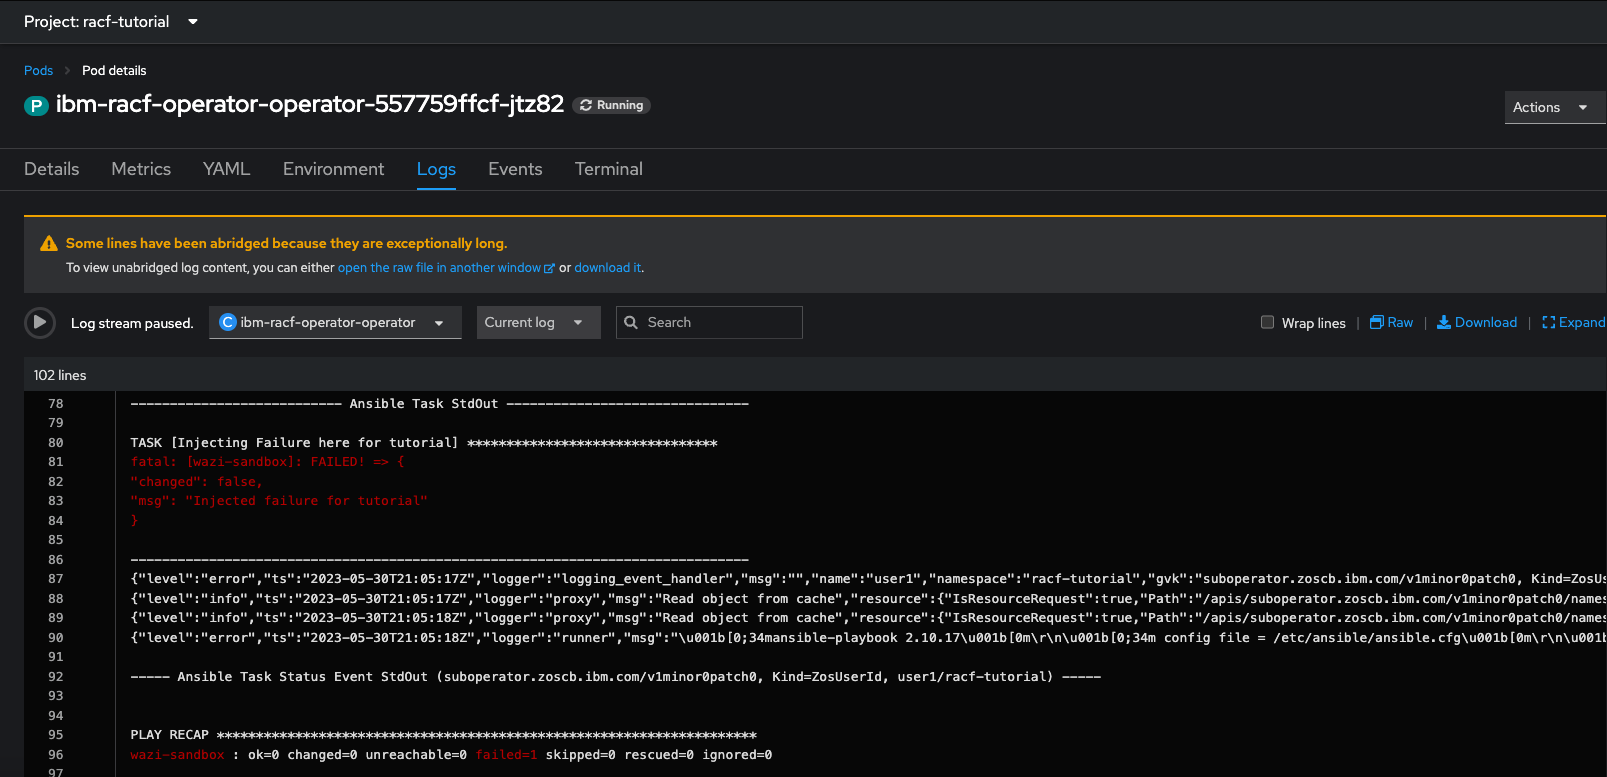 Project: racf-tutorial
Pods > Pod details
P ibm-racf-operator-operator-557759ffcf-jtz82 Running
Actions
Details Metrics YAML Environment Logs Events Terminal
Some lines have been abridged because they are exceptionally long.
To view unabridged log content, you can either open the raw file in another window or download it.
Log stream paused. C ibm-racf-operator-operator Current log Search Wrap lines | Raw | Download | Expand
102 lines
78 --------------------------- Ansible Task StdOut -------------------------------
79
80 TASK [Injecting Failure here for tutorial] ********************************
81 fatal: [wazi-sandbox]: FAILED! => {
82 "changed": false,
83 "msg": "Injected failure for tutorial"
84 }
85
86 -------------------------------------------------------------------------------
87 {"level":"error","ts":"2023-05-30T21:05:17Z","logger":"logging_event_handler","msg":"","name":"user1","namespace":"racf-tutorial","gvk":"suboperator.zoscb.ibm.com/v1minor0patch0, Kind=ZosUs
88 {"level":"info","ts":"2023-05-30T21:05:17Z","logger":"proxy","msg":"Read object from cache","resource":{"IsResourceRequest":true,"Path":"/apis/suboperator.zoscb.ibm.com/v1minor0patch0/names
89 {"level":"info","ts":"2023-05-30T21:05:18Z","logger":"proxy","msg":"Read object from cache","resource":{"IsResourceRequest":true,"Path":"/apis/suboperator.zoscb.ibm.com/v1minor0patch0/names
90 {"level":"error","ts":"2023-05-30T21:05:18Z","logger":"runner","msg":"\u001b[0;34mansible-playbook 2.10.17\u001b[0m\r\n\u001b[0;34m config file = /etc/ansible/ansible.cfg\u001b[0m\r\n\u001b
91
92 ----- Ansible Task Status Event StdOut (suboperator.zoscb.ibm.com/v1minor0patch0, Kind=ZosUserId, user1/racf-tutorial) -----
93
94
95 PLAY RECAP *********************************************************************
96 wazi-sandbox : ok=0 changed=0 unreachable=0 failed=1 skipped=0 rescued=0 ignored=0
97